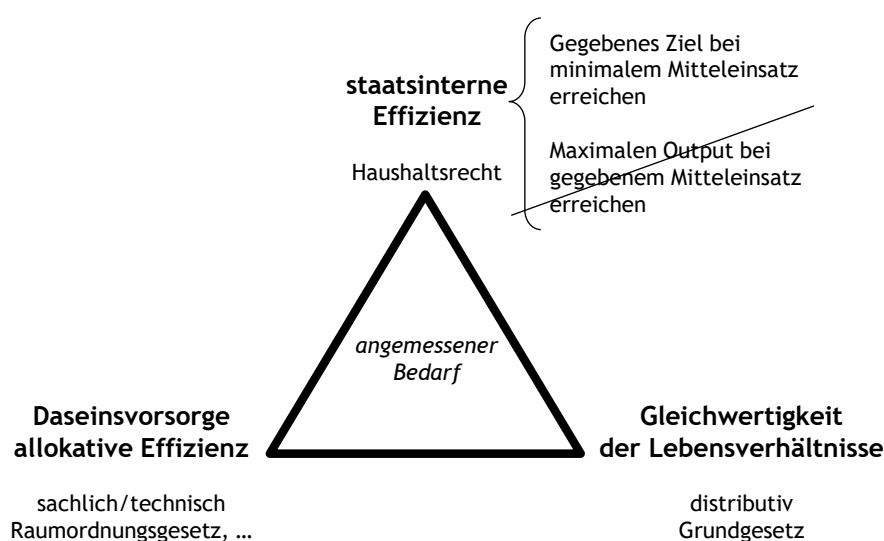 staatsinterne
Effizienz
Haushaltsrecht
Gegebenes Ziel bei
minimalem Mitteleinsatz
erreichen
Maximalen Output bei
gegebenem Mitteleinsatz
erreichen
angemessener
Bedarf
Daseinsvorsorge
allokative Effizienz
sachlich/technisch
Raumordnungsgesetz, …
Gleichwertigkeit
der Lebensverhältnisse
distributiv
Grundgesetz